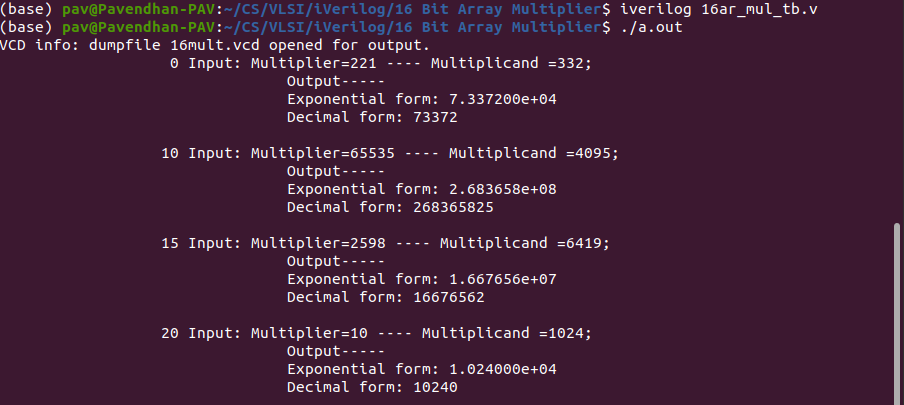 (base) pav@Pavendhan-PAV:~/CS/VLSI/iVerilog/16 Bit Array Multiplier$ iverilog 16ar_mul_tb.v
(base) pav@Pavendhan-PAV:~/CS/VLSI/iVerilog/16 Bit Array Multiplier$ ./a.out
VCD info: dumpfile 16mult.vcd opened for output.
0 Input: Multiplier=221 ---- Multiplicand =332;
Output-----
Exponential form: 7.337200e+04
Decimal form: 73372
10 Input: Multiplier=65535 ---- Multiplicand =4095;
Output-----
Exponential form: 2.683658e+08
Decimal form: 268365825
15 Input: Multiplier=2598 ---- Multiplicand =6419;
Output-----
Exponential form: 1.667656e+07
Decimal form: 16676562
20 Input: Multiplier=10 ---- Multiplicand =1024;
Output-----
Exponential form: 1.024000e+04
Decimal form: 10240